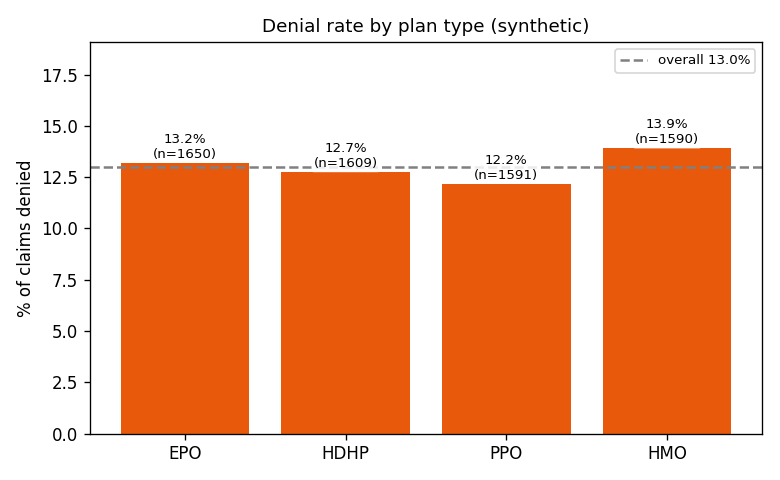 Denial rate by plan type (synthetic)
overall 13.0%
% of claims denied
17.5
15.0
12.5
10.0
7.5
5.0
2.5
0.0
13.2%
(n=1650)
12.7%
(n=1609)
12.2%
(n=1591)
13.9%
(n=1590)
EPO
HDHP
PPO
HMO